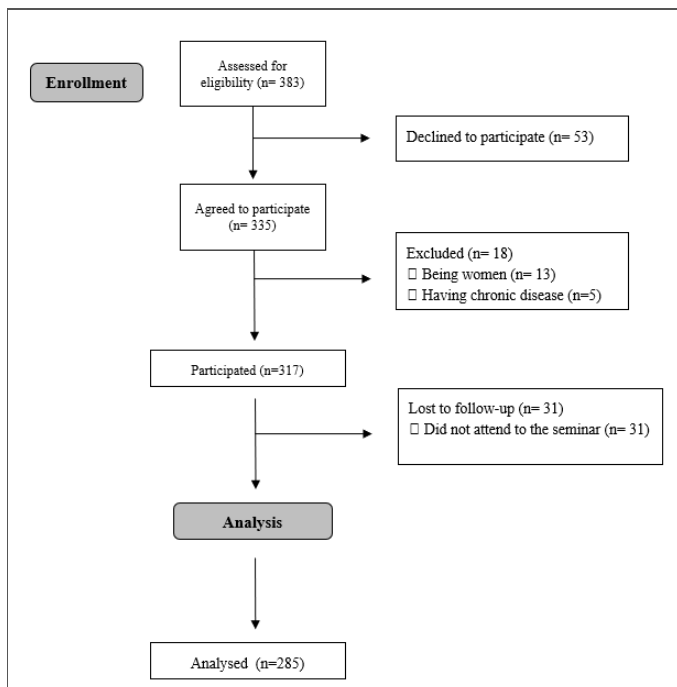 Enrollment
Assessed for
eligibility (n= 383)
Declined to participate (n= 53)
Agreed to participate
(n= 335)
Excluded (n= 18)
□ Being women (n= 13)
□ Having chronic disease (n=5)
Participated (n=317)
Lost to follow-up (n= 31)
□ Did not attend to the seminar (n= 31)
Analysis
Analysed (n=285)